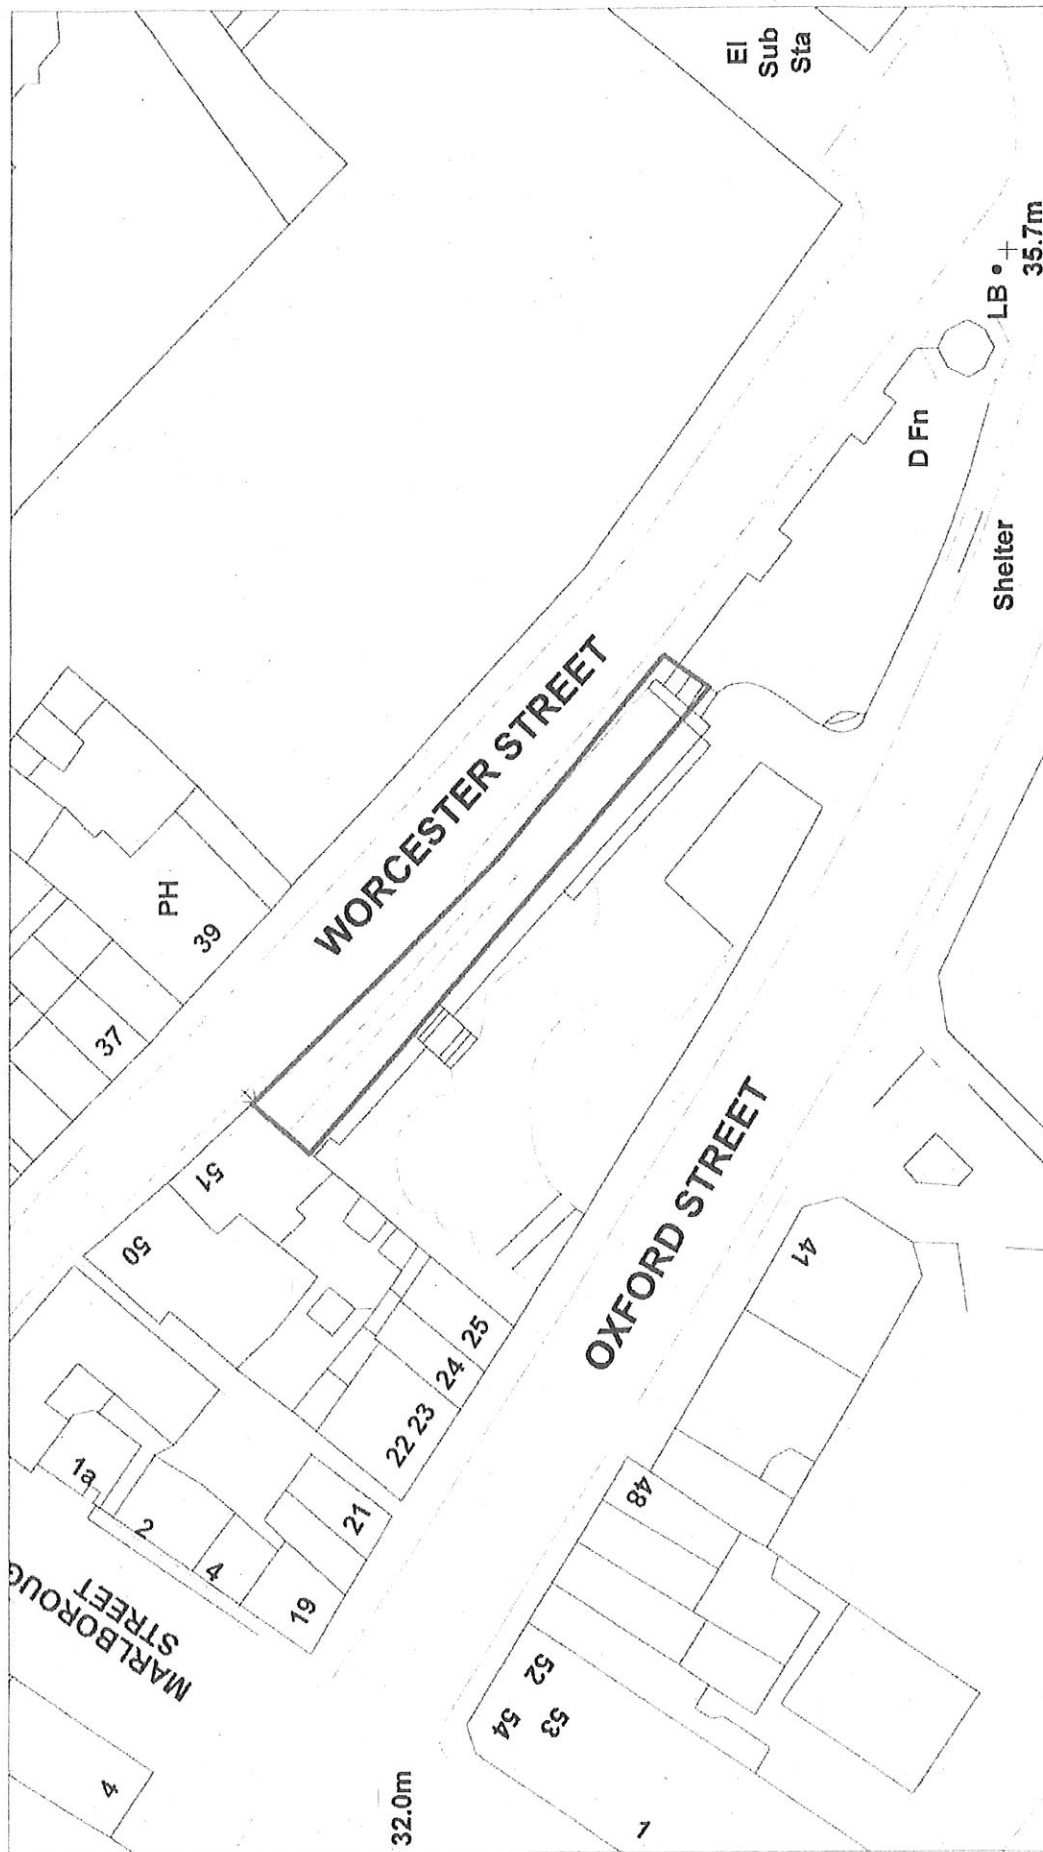 El
Sub
Sta
LB
35.7m
D Fn
Shelter
WORCESTER STREET
PH
39
37
51
50
OXFORD STREET
41
25
24
22 23
48
21
1a
2
4
19
MARLBOROUG
STREET
52
53
54
4
32.0m
1